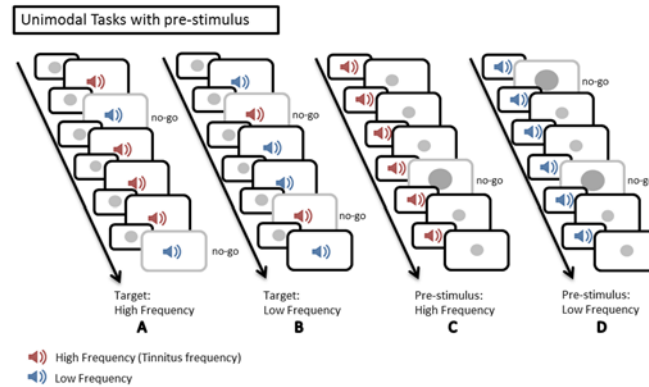 Unimodal Tasks with pre-stimulus
no-go
no-go
no-go
no-go
no-go
no-go
no-go
Target:
High Frequency
A
Target:
Low Frequency
B
Pre-stimulus:
High Frequency
C
Pre-stimulus:
Low Frequency
D
High Frequency (Tinnitus frequency)
Low Frequency